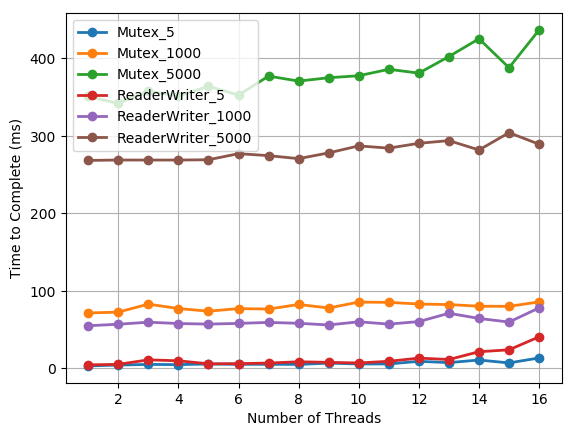 Mutex_5
Mutex_1000
Mutex_5000
ReaderWriter_5
ReaderWriter_1000
ReaderWriter_5000
Time to Complete (ms)
400
300
200
100
0
2 4 6 8 10 12 14 16
Number of Threads